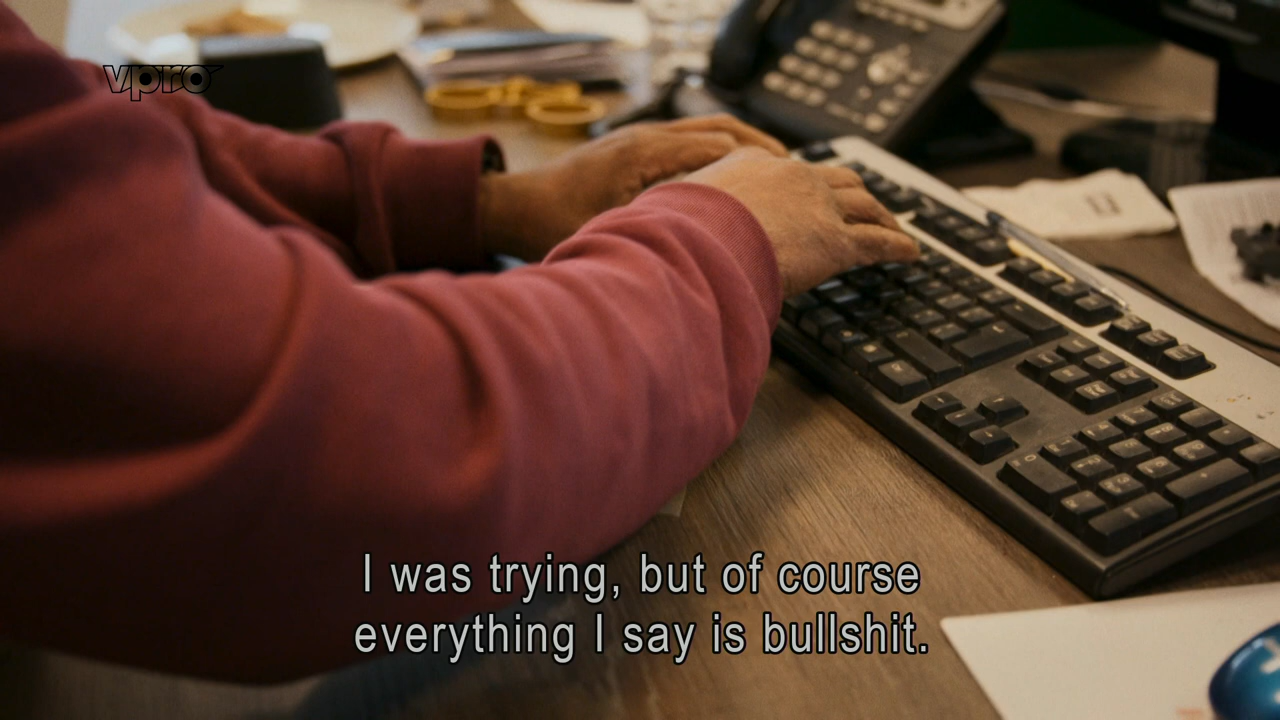 vpro
I was trying, but of course
everything I say is bullshit.